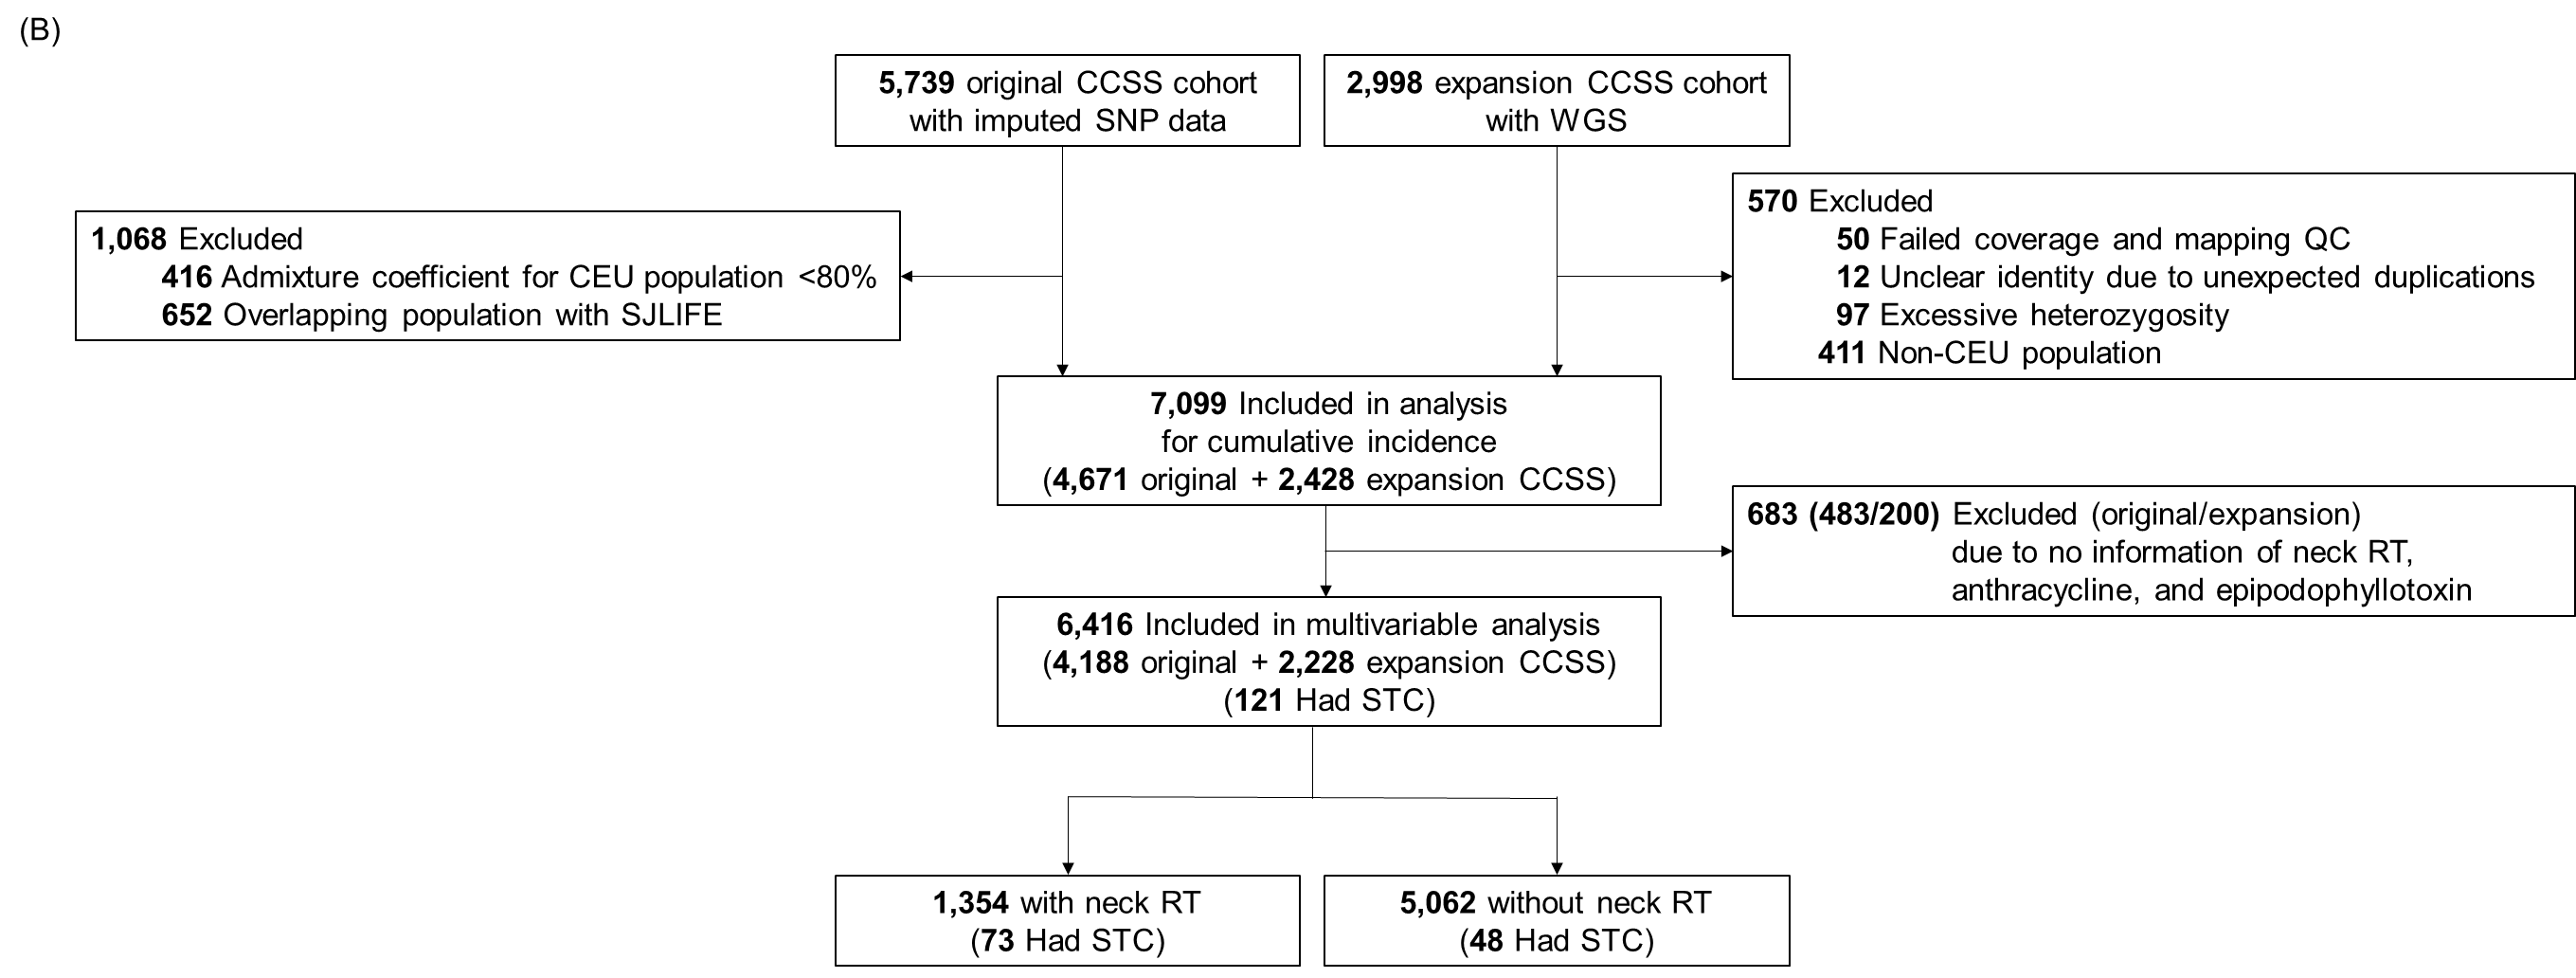 (B)
5,739 original CCSS cohort
with imputed SNP data
2,998 expansion CCSS cohort
with WGS
1,068 Excluded
416 Admixture coefficient for CEU population <80%
652 Overlapping population with SJLIFE
570 Excluded
50 Failed coverage and mapping QC
12 Unclear identity due to unexpected duplications
97 Excessive heterozygosity
411 Non-CEU population
7,099 Included in analysis
for cumulative incidence
(4,671 original + 2,428 expansion CCSS)
683 (483/200) Excluded (original/expansion)
due to no information of neck RT,
anthracycline, and epipodophyllotoxin
6,416 Included in multivariable analysis
(4,188 original + 2,228 expansion CCSS)
(121 Had STC)
1,354 with neck RT
(73 Had STC)
5,062 without neck RT
(48 Had STC)